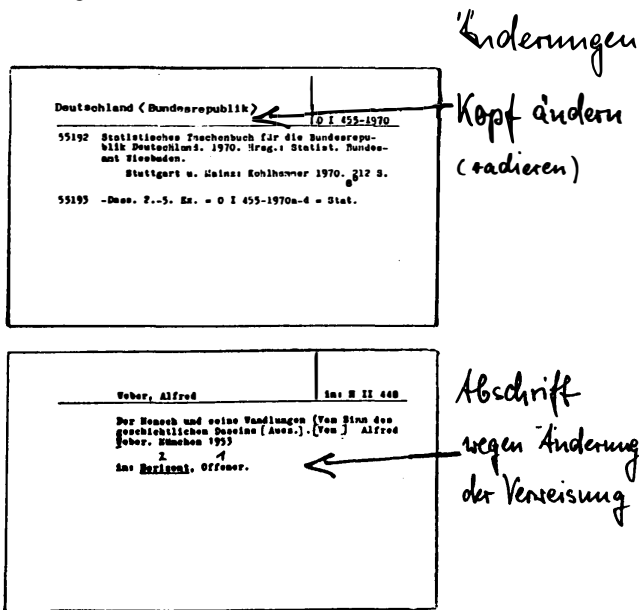 Änderungen
Deutschland (Bundesrepublik)
O I 455-1970
Kopf ändern
(radieren)
55192 Statistisches Taschenbuch für die Bundesrepu-
blik Deutschland. 1970. Hrsg.: Statist. Bundes-
amt Wiesbaden.
Stuttgart u. Mainz: Kohlhammer 1970. 212 S.
8
55193 -Dass. 2.-5. Ex. = O I 455-1970a-d = Stat.
Weber, Alfred
in: H II 448
Der Mensch und seine Wandlungen (Vom Sinn des
geschichtlichen Daseins [Ausz.]. [Von] Alfred
Weber. München 1953
2 1
in: Horizont, Offener.
Abschrift
wegen Änderung
der Verweisung